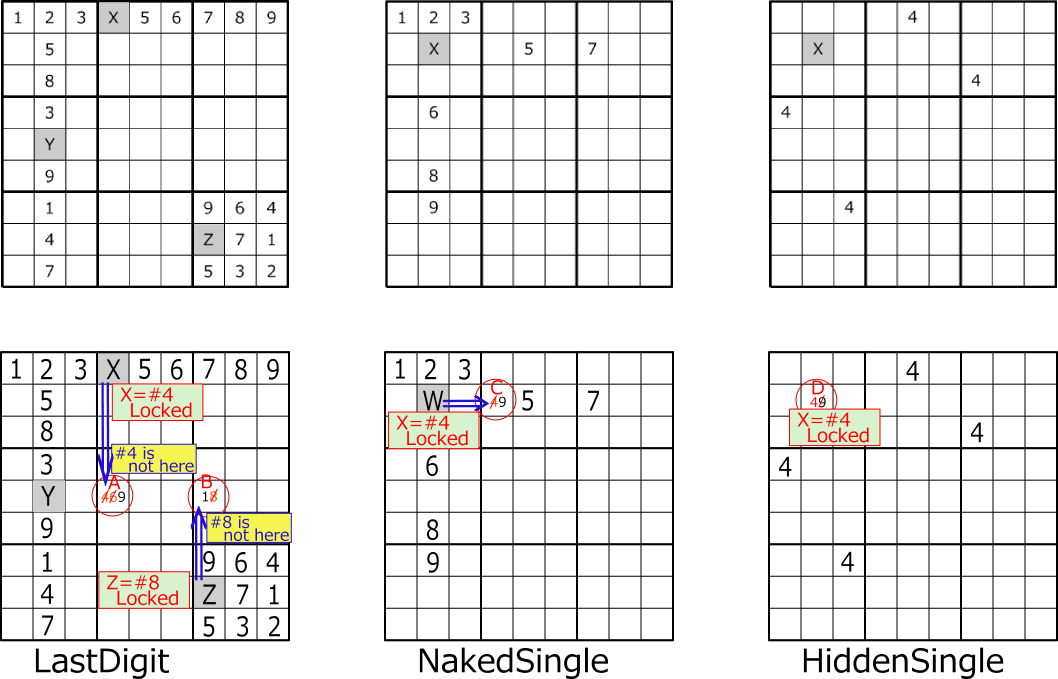 1 2 3 X 5 6 7 8 9
5
8
3
Y
9
1 9 6 4
4 Z 7 1
7 5 3 2
1 2 3
X 5 7
6
8
9
4
X
4
4
4
1 2 3 X 5 6 7 8 9
5
X=#4
Locked
8
#4 is
not here
3
Y
A
469
B
18
9
#8 is
not here
1 9 6 4
Z=#8
Locked
4 Z 7 1
7 5 3 2
LastDigit
1 2 3
W
C
49
5 7
X=#4
Locked
6
8
9
NakedSingle
4
D
49
X=#4
Locked
4
4
4
HiddenSingle